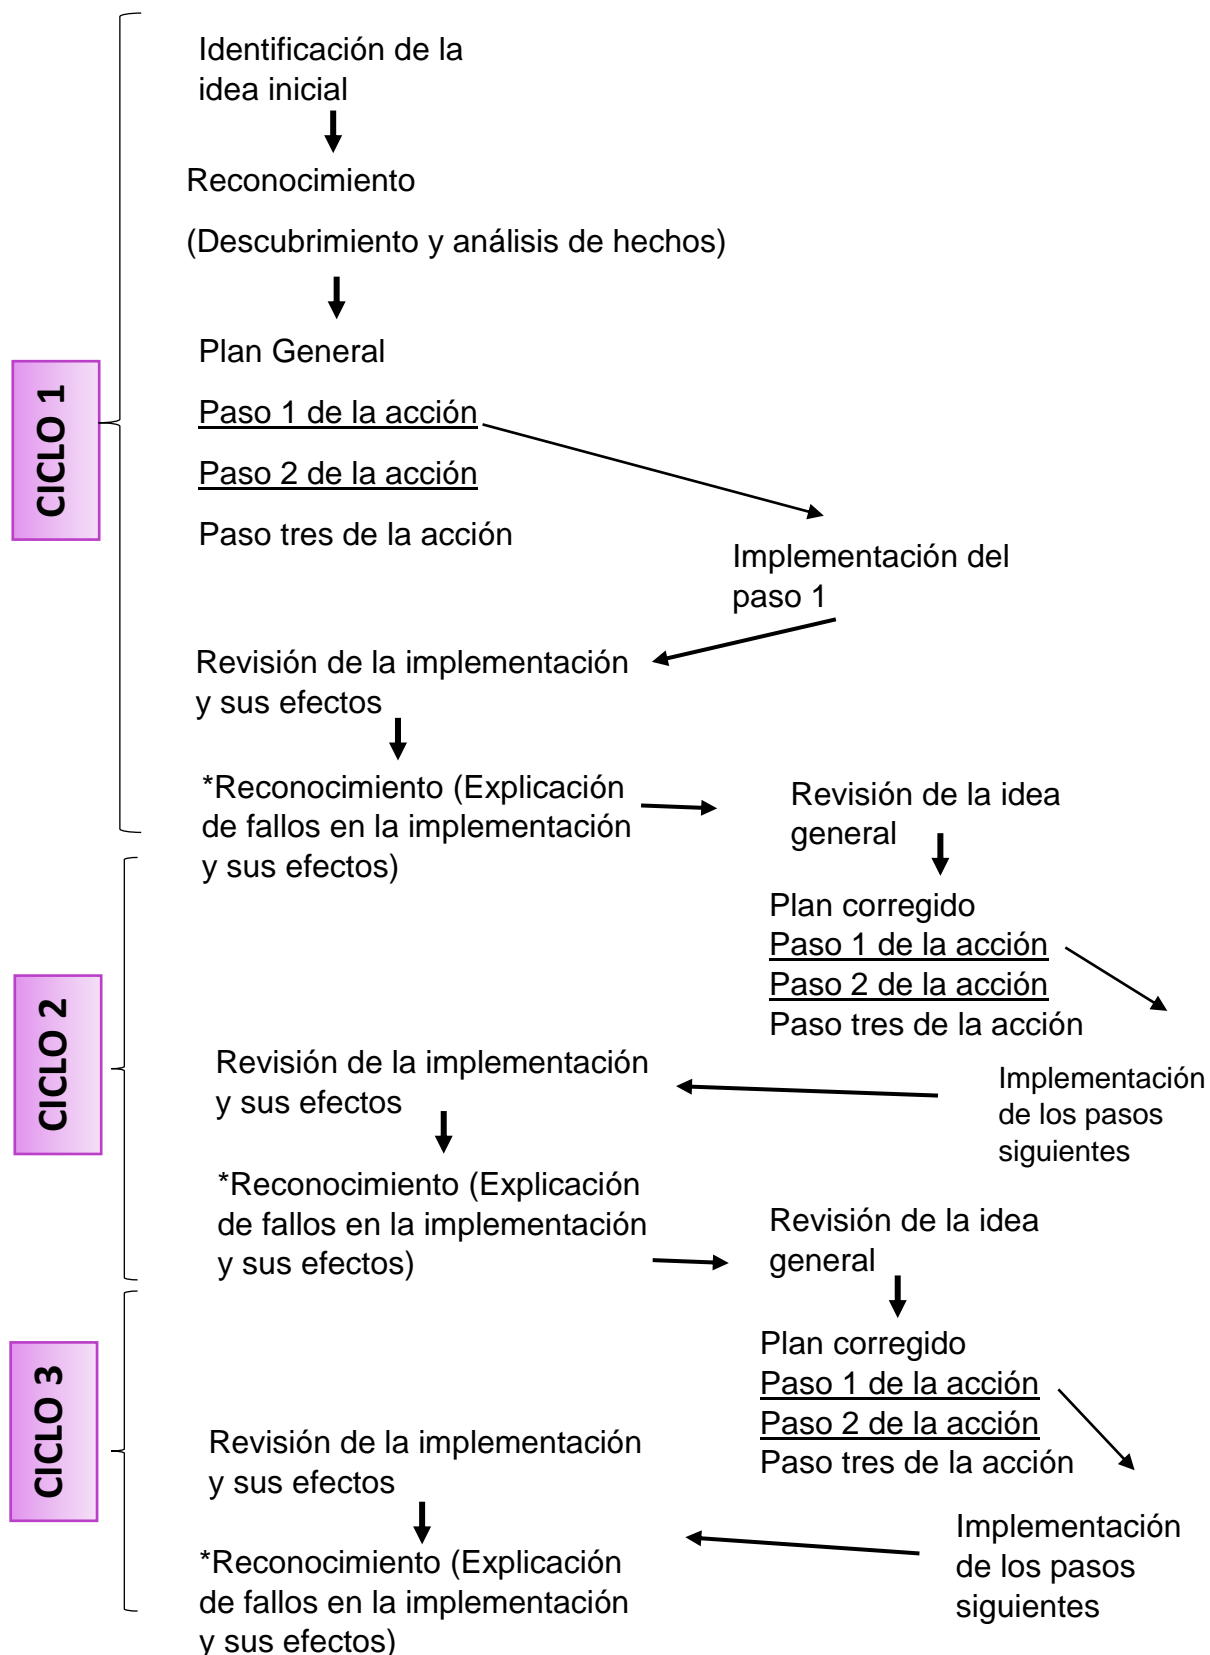 Identificación de la
idea inicial
Reconocimiento
(Descubrimiento y análisis de hechos)
Plan General
CICLO 1
Paso 1 de la acción
Paso 2 de la acción
Paso tres de la acción
Implementación del
paso 1
Revisión de la implementación
y sus efectos
*Reconocimiento (Explicación
de fallos en la implementación
y sus efectos)
Revisión de la idea
general
Plan corregido
Paso 1 de la acción
Paso 2 de la acción
Paso tres de la acción
CICLO 2
Implementación
de los pasos
siguientes
Revisión de la implementación
y sus efectos
*Reconocimiento (Explicación
de fallos en la implementación
y sus efectos)
Revisión de la idea
general
Plan corregido
Paso 1 de la acción
Paso 2 de la acción
Paso tres de la acción
CICLO 3
Implementación
de los pasos
siguientes
Revisión de la implementación
y sus efectos
*Reconocimiento (Explicación
de fallos en la implementación
y sus efectos)